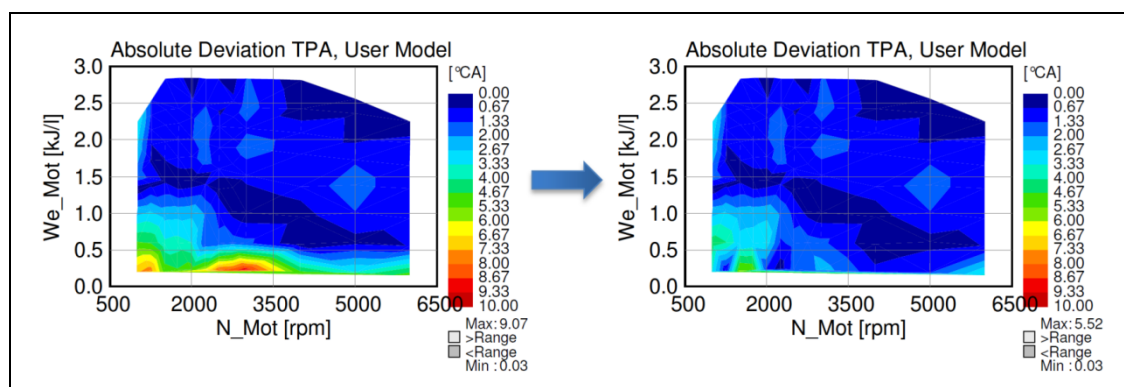 Absolute Deviation TPA, User Model
[°CA]
3.0
2.5
2.0
1.5
1.0
0.5
0.0
We_Mot [kJ/l]
500 2000 3500 5000 6500
N_Mot [rpm]
0.00
0.67
1.33
2.00
2.67
3.33
4.00
4.67
5.33
6.00
6.67
7.33
8.00
8.67
9.33
10.00
Max: 9.07
>Range
<Range
Min : 0.03
Absolute Deviation TPA, User Model
[°CA]
3.0
2.5
2.0
1.5
1.0
0.5
0.0
We_Mot [kJ/l]
500 2000 3500 5000 6500
N_Mot [rpm]
0.00
0.67
1.33
2.00
2.67
3.33
4.00
4.67
5.33
6.00
6.67
7.33
8.00
8.67
9.33
10.00
Max: 5.52
>Range
<Range
Min : 0.03